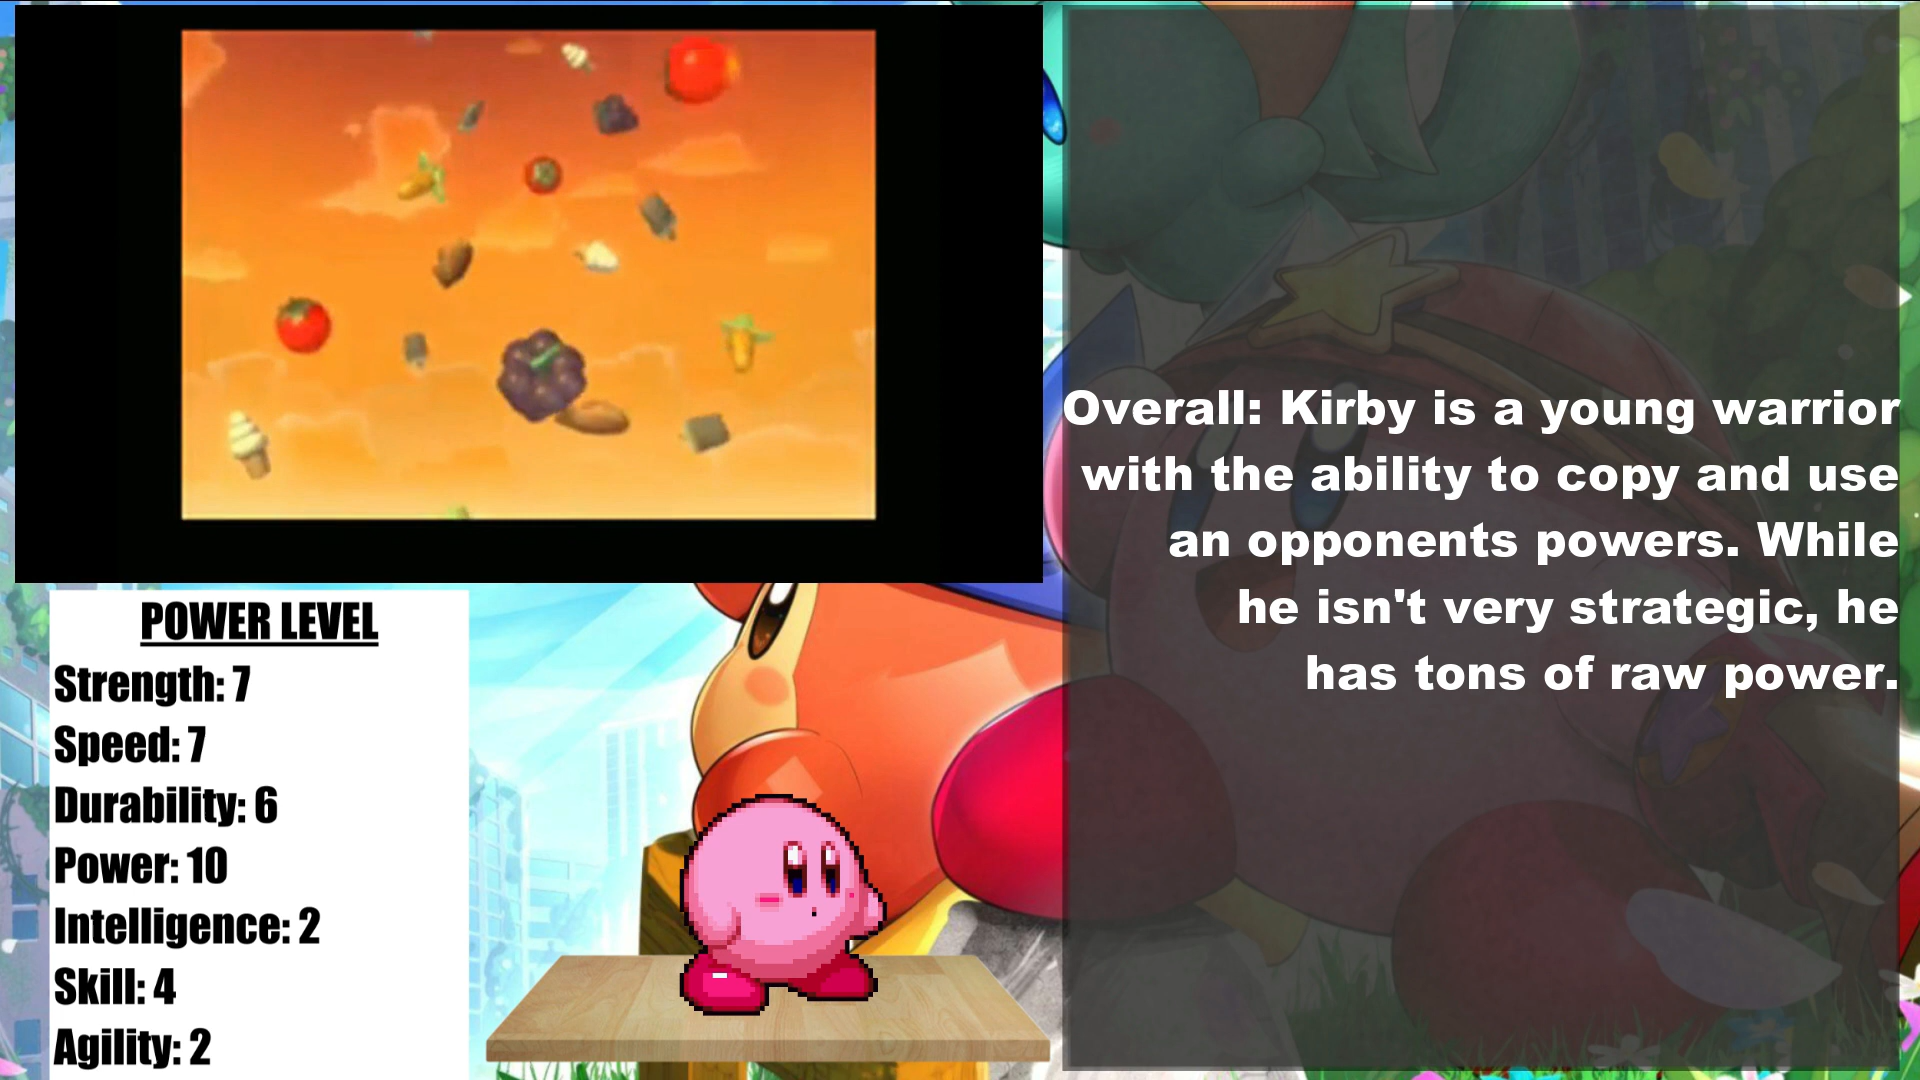 POWER LEVEL
Strength: 7
Speed: 7
Durability: 6
Power: 10
Intelligence: 2
Skill: 4
Agility: 2
Overall: Kirby is a young warrior
with the ability to copy and use
an opponents powers. While
he isn't very strategic, he
has tons of raw power.